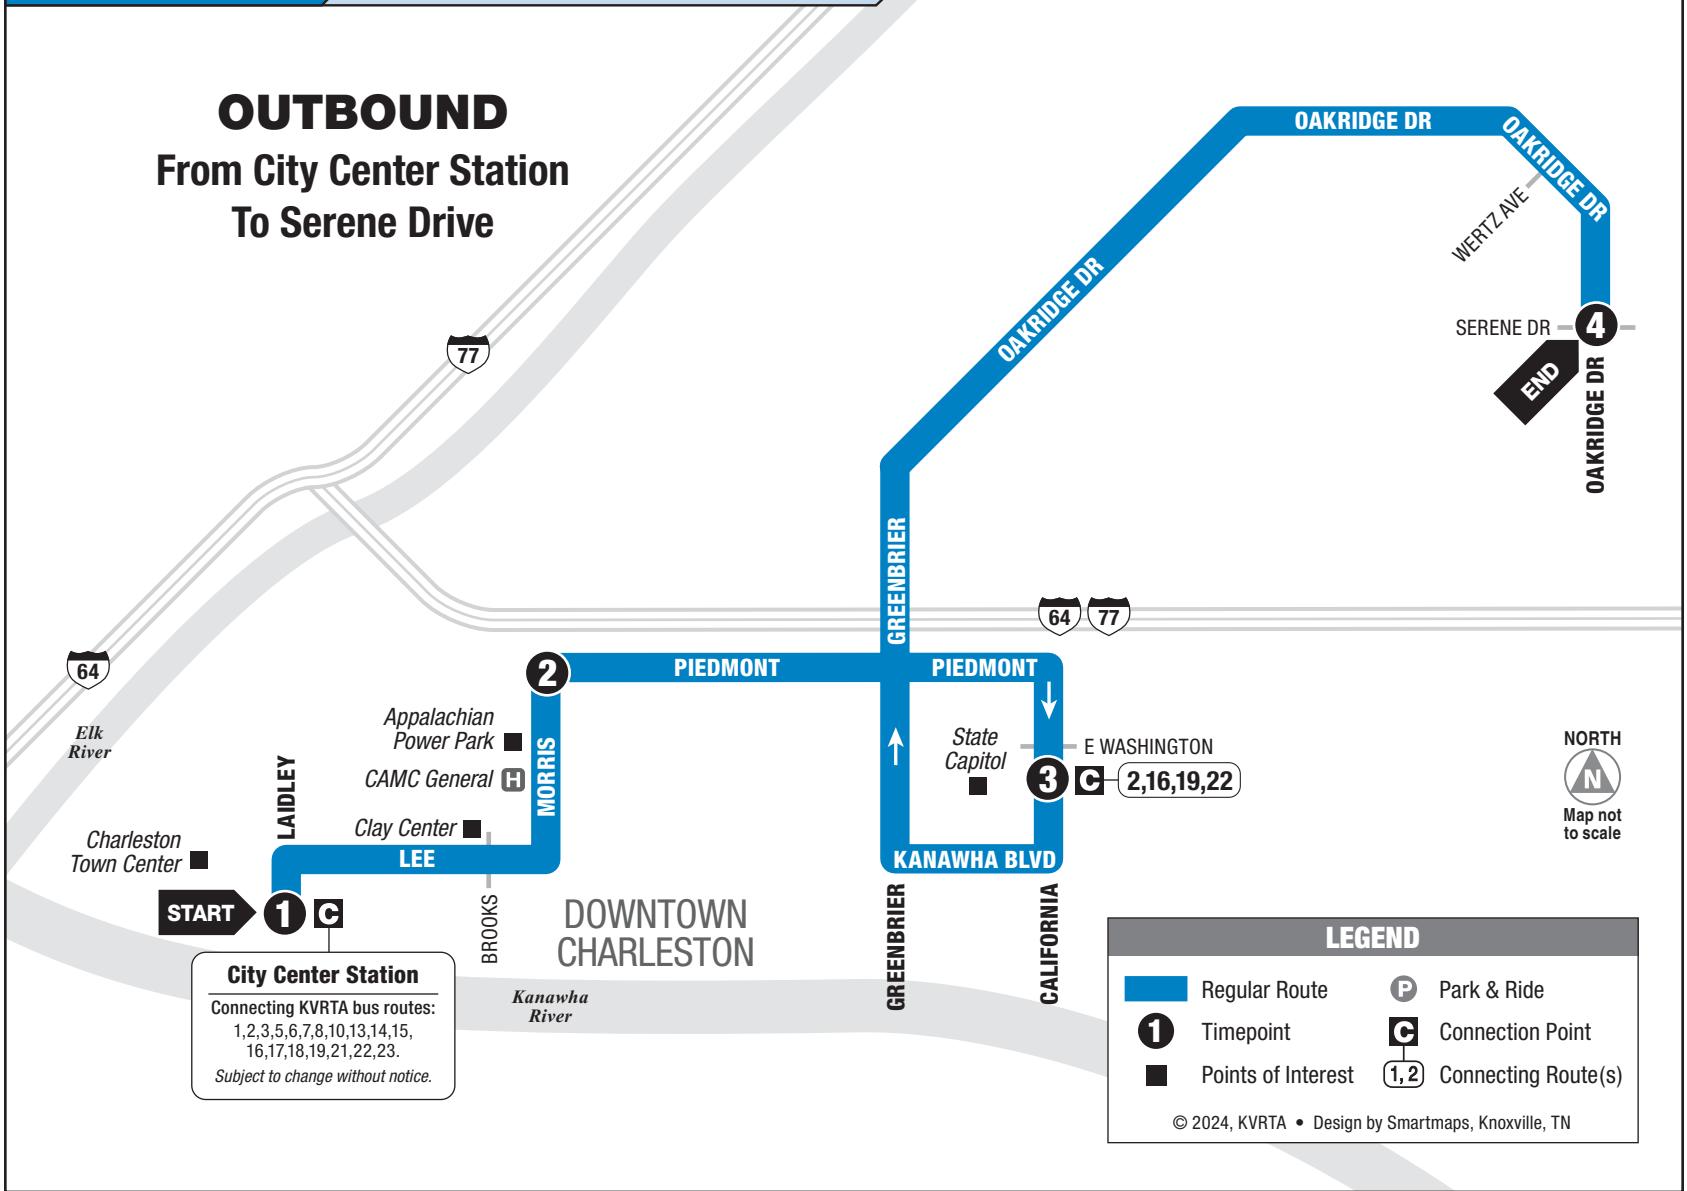 OUTBOUND
From City Center Station
To Serene Drive
OAKRIDGE DR
OAKRIDGE DR
WERTZ AVE
OAKRIDGE DR
SERENE DR
4
END
OAKRIDGE DR
77
GREENBRIER
64
77
64
2
PIEDMONT
PIEDMONT
Elk
River
Appalachian
Power Park
CAMC General
H
MORRIS
Clay Center
LAIDLEY
Charleston
Town Center
LEE
BROOKS
START
1
C
City Center Station
Connecting KVRTA bus routes:
1,2,3,5,6,7,8,10,13,14,15,
16,17,18,19,21,22,23.
Subject to change without notice.
DOWNTOWN
CHARLESTON
Kanawha
River
State
Capitol
E WASHINGTON
3
C
2,16,19,22
KANAWHA BLVD
GREENBRIER
CALIFORNIA
NORTH
N
Map not
to scale
LEGEND
Regular Route
P
Park & Ride
1
Timepoint
C
Connection Point
Points of Interest
1, 2
Connecting Route(s)
© 2024, KVRTA • Design by Smartmaps, Knoxville, TN